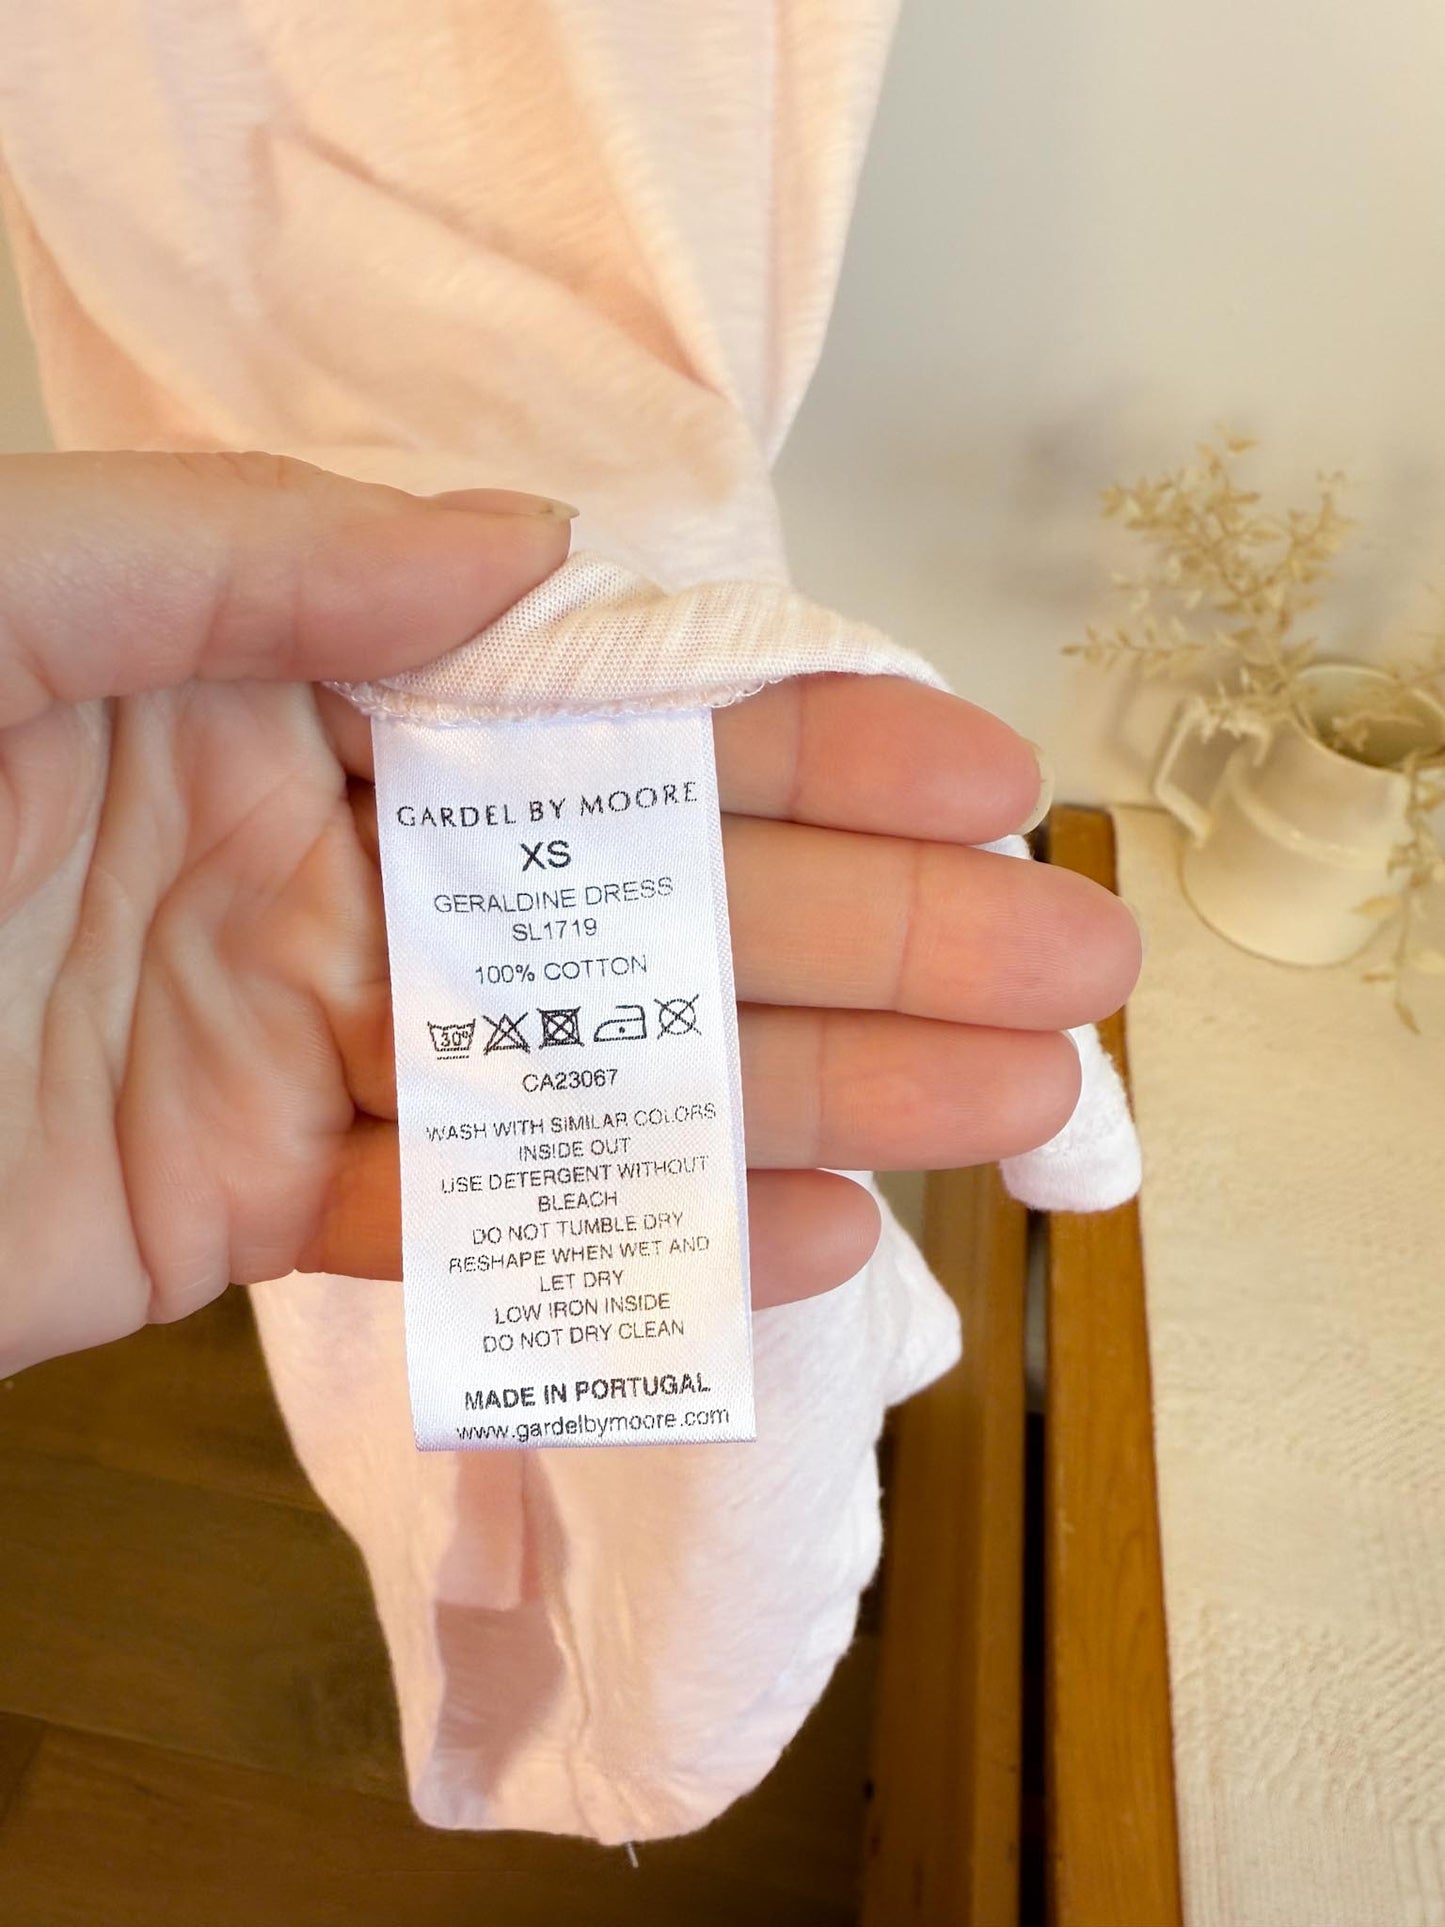 GARDEL BY MOORE
XS
GERALDINE DRESS
SL1719
100% COTTON
30°
CA23067
WASH WITH SIMILAR COLORS
INSIDE OUT
USE DETERGENT WITHOUT
BLEACH
DO NOT TUMBLE DRY
RESHAPE WHEN WET AND
LET DRY
LOW IRON INSIDE
DO NOT DRY CLEAN
MADE IN PORTUGAL
www.gardelbymoore.com